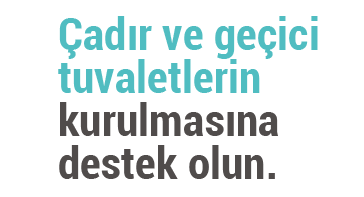 Çadır ve geçici
tuvaletlerin
kurulmasına
destek olun.